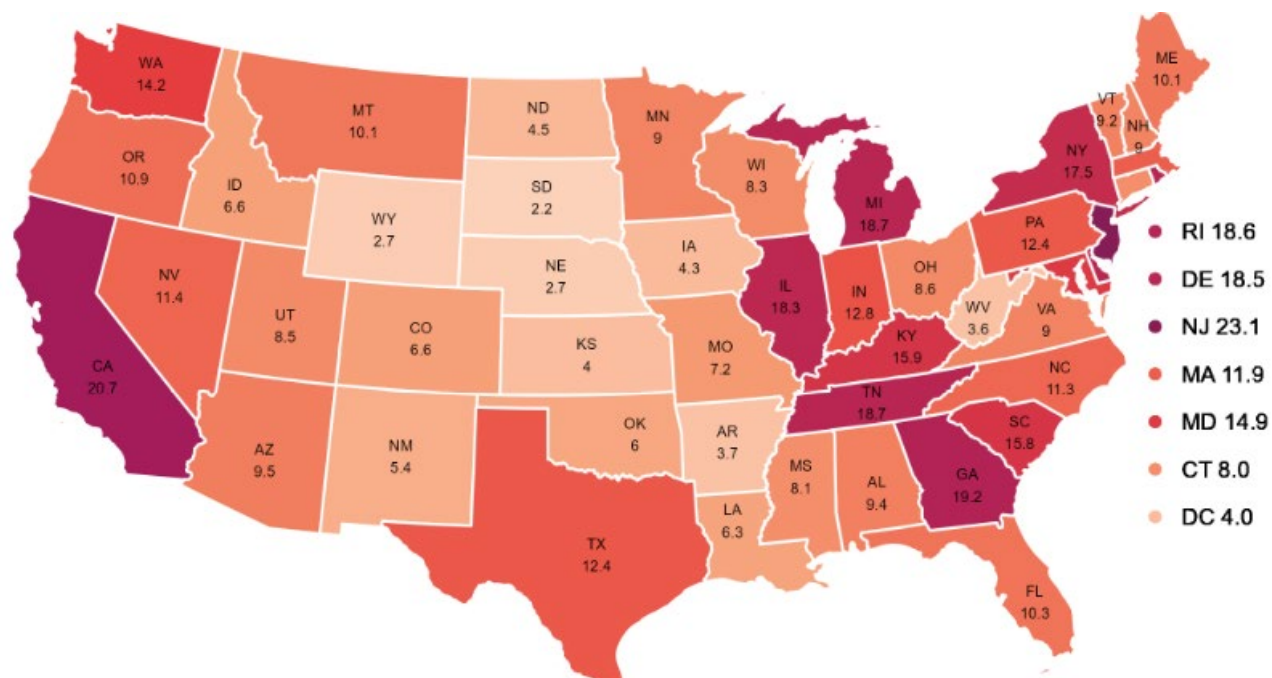 WA
14.2
MT
10.1
ND
4.5
MN
9
ME
10.1
VT
9.2
NH
9
OR
10.9
ID
6.6
WY
2.7
SD
2.2
WI
8.3
MI
18.7
NY
17.5
PA
12.4
NV
11.4
UT
8.5
CO
6.6
NE
2.7
IA
4.3
IL
18.3
IN
12.8
OH
8.6
WV
3.6
VA
9
CA
20.7
KS
4
MO
7.2
KY
15.9
NC
11.3
TN
18.7
SC
15.8
AZ
9.5
NM
5.4
OK
6
AR
3.7
MS
8.1
AL
9.4
GA
19.2
TX
12.4
LA
6.3
FL
10.3
RI 18.6
DE 18.5
NJ 23.1
MA 11.9
MD 14.9
CT 8.0
DC 4.0